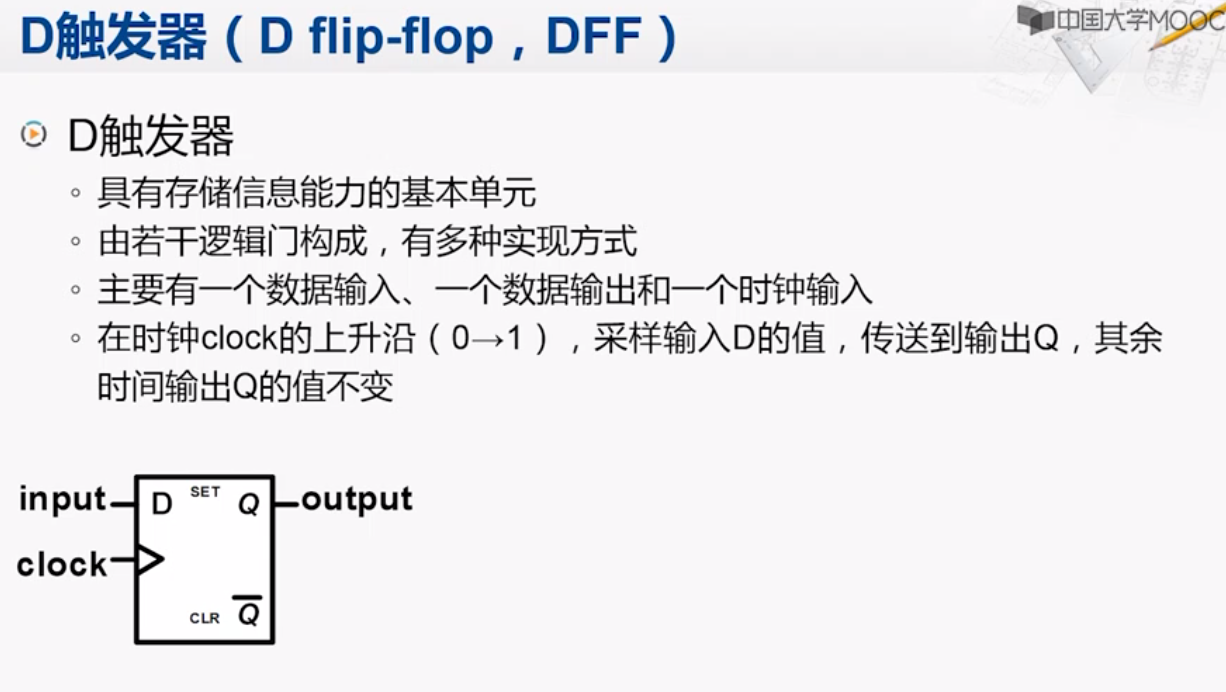 D触发器（D flip-flop，DFF）
中国大学MOOC
D触发器
具有存储信息能力的基本单元
由若干逻辑门构成，有多种实现方式
主要有一个数据输入、一个数据输出和一个时钟输入
在时钟clock的上升沿（0→1），采样输入D的值，传送到输出Q，其余
时间输出Q的值不变
input D SET Q output
clock
CLR Q̅